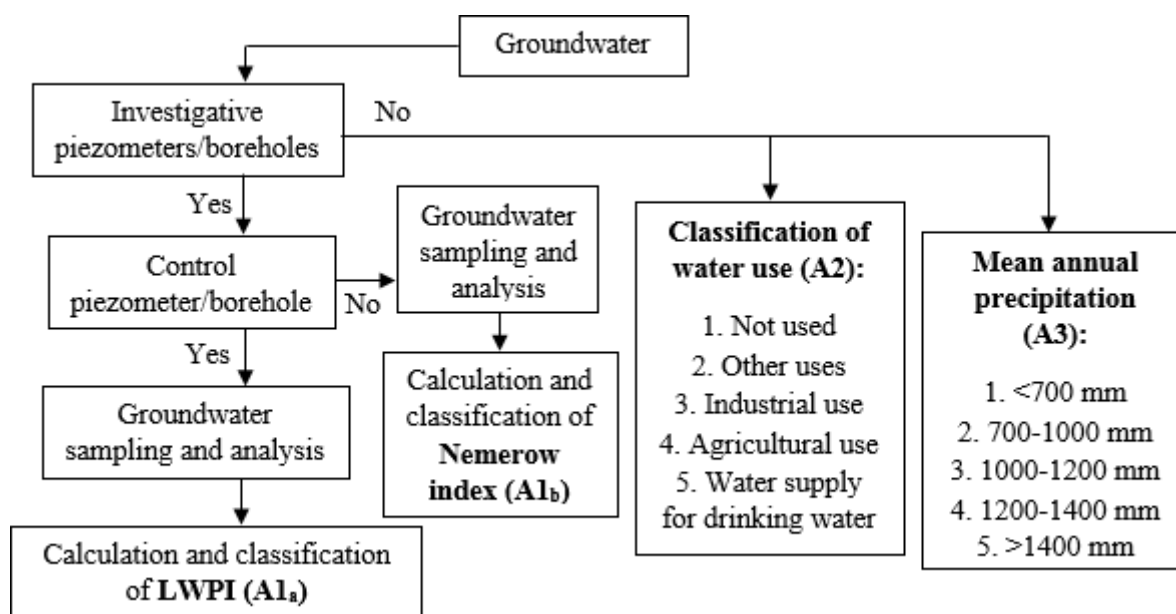 Groundwater
Investigative
piezometers/boreholes
No
Yes
Control
piezometer/borehole
No
Yes
Groundwater
sampling and analysis
Calculation and classification
of LWPI (A1ₐ)
Groundwater
sampling and
analysis
Calculation and
classification of
Nemerow
index (A1b)
Classification of
water use (A2):
1. Not used
2. Other uses
3. Industrial use
4. Agricultural use
5. Water supply
for drinking water
Mean annual
precipitation
(A3):
1. <700 mm
2. 700-1000 mm
3. 1000-1200 mm
4. 1200-1400 mm
5. >1400 mm